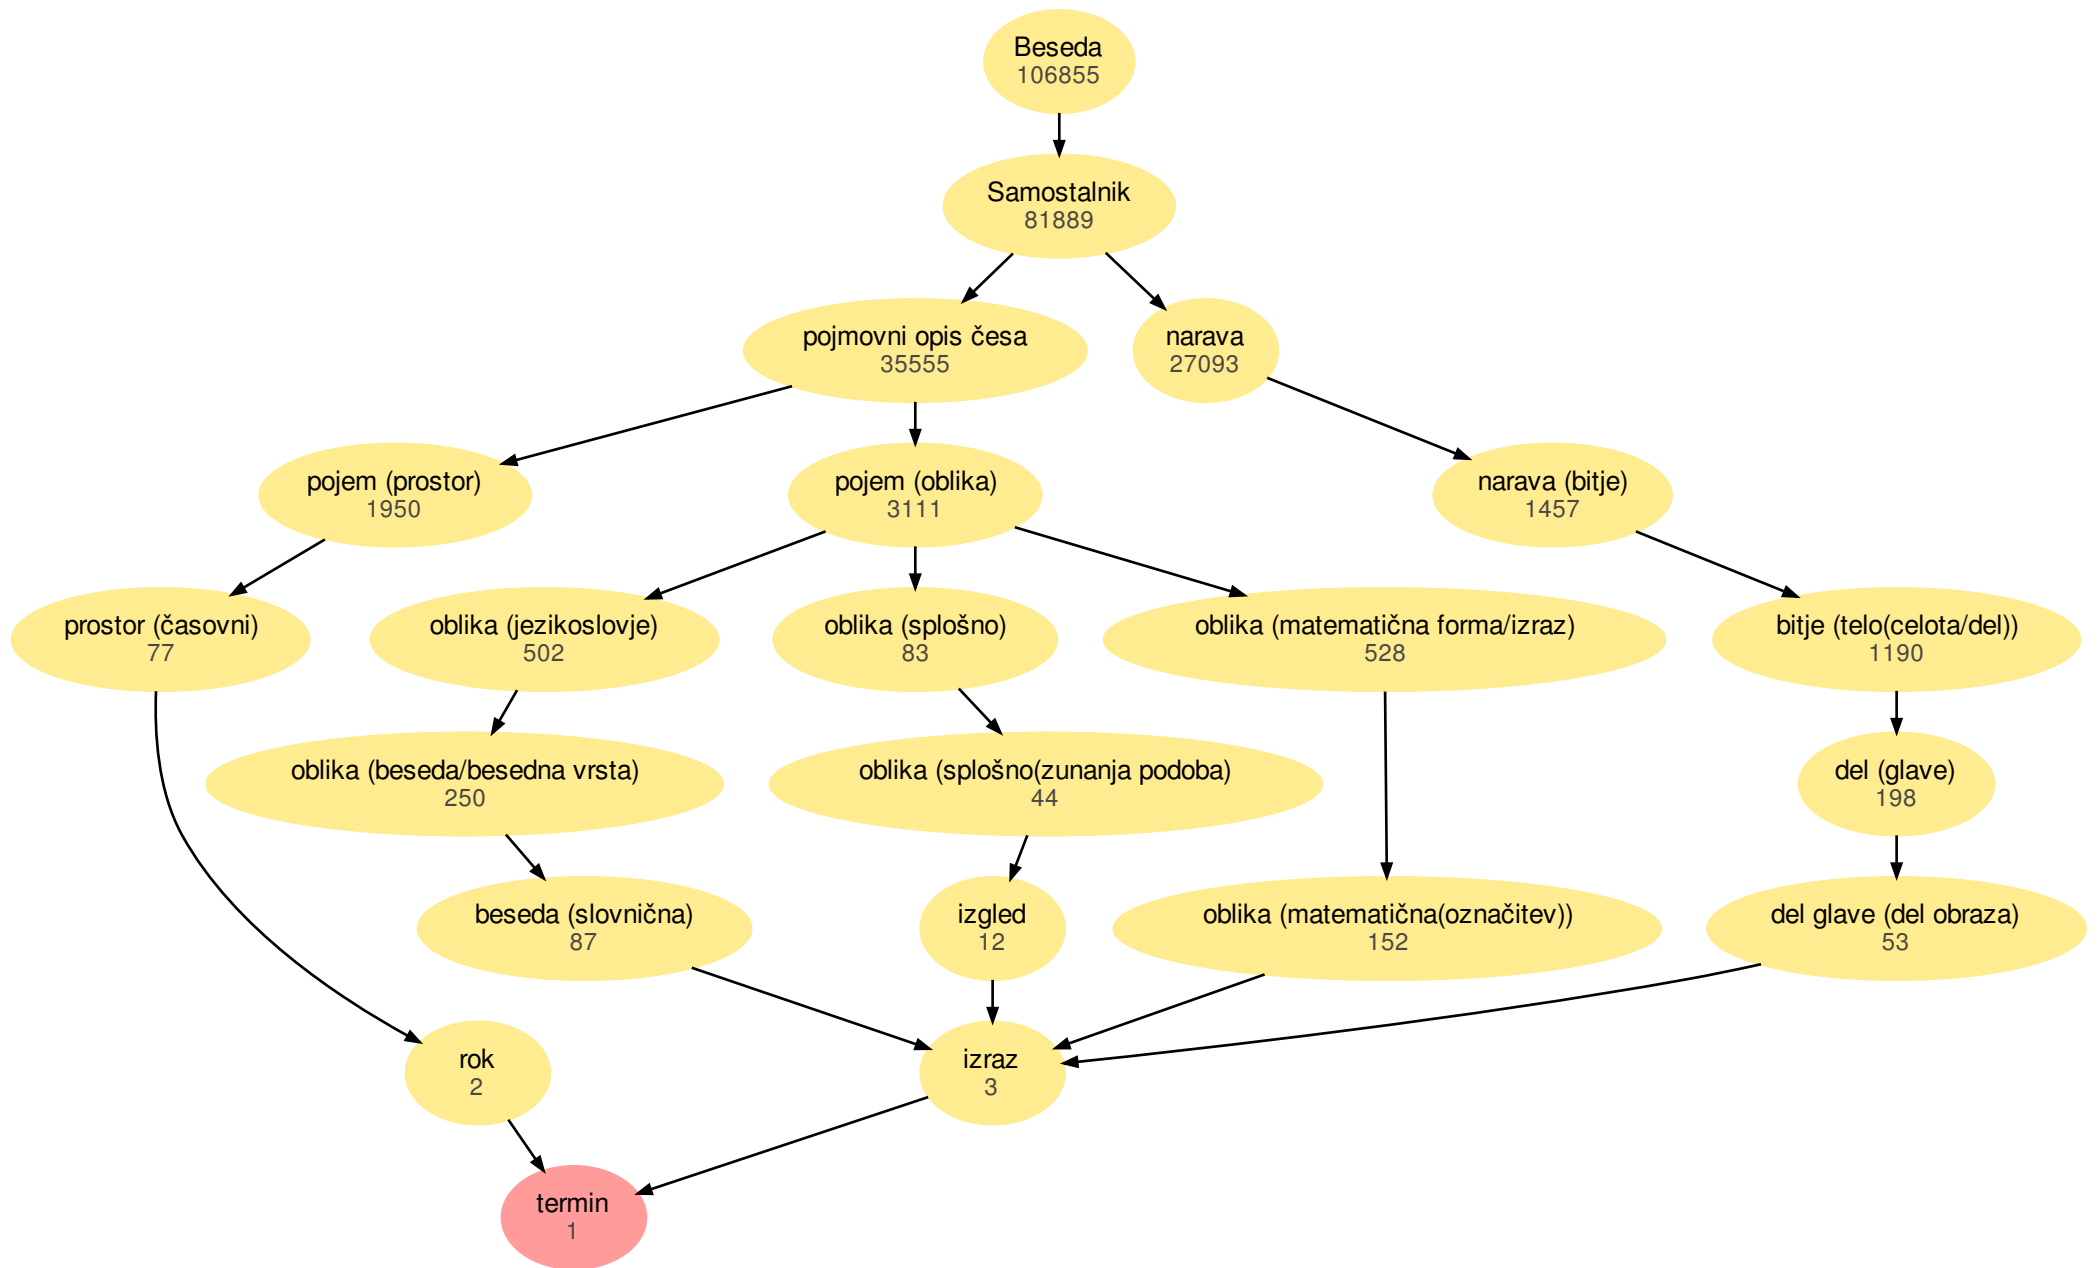 Beseda
106855
Samostalnik
81889
pojmovni opis česa
35555
narava
27093
pojem (prostor)
1950
pojem (oblika)
3111
narava (bitje)
1457
prostor (časovni)
77
oblika (jezikoslovje)
502
oblika (splošno)
83
oblika (matematična forma/izraz)
528
bitje (telo(celota/del))
1190
oblika (beseda/besedna vrsta)
250
oblika (splošno(zunanja podoba)
44
del (glave)
198
beseda (slovnična)
87
izgled
12
oblika (matematična(označitev))
152
del glave (del obraza)
53
rok
2
izraz
3
termin
1